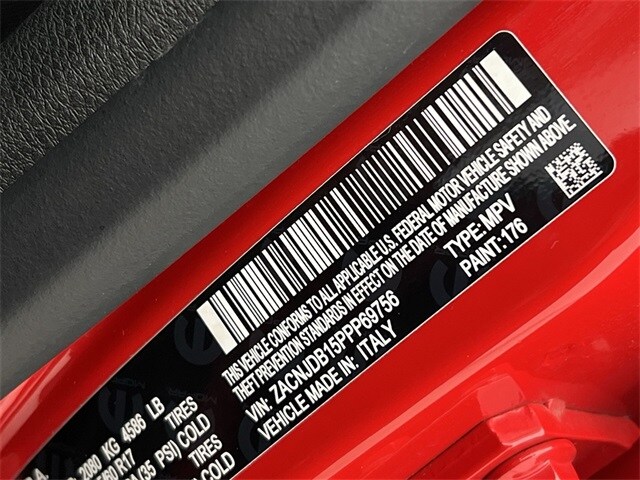 THIS VEHICLE CONFORMS TO ALL APPLICABLE U.S. FEDERAL MOTOR VEHICLE SAFETY AND
THEFT PREVENTION STANDARDS IN EFFECT ON THE DATE OF MANUFACTURE SHOWN ABOVE.
VIN: ZACNJDB15PPP69756
TYPE: MPV
VEHICLE MADE IN: ITALY
PAINT: 176
2080 KG 4586 LB
TIRES
R17
TIRES
(35 PSI) COLD
COLD
MOPAR